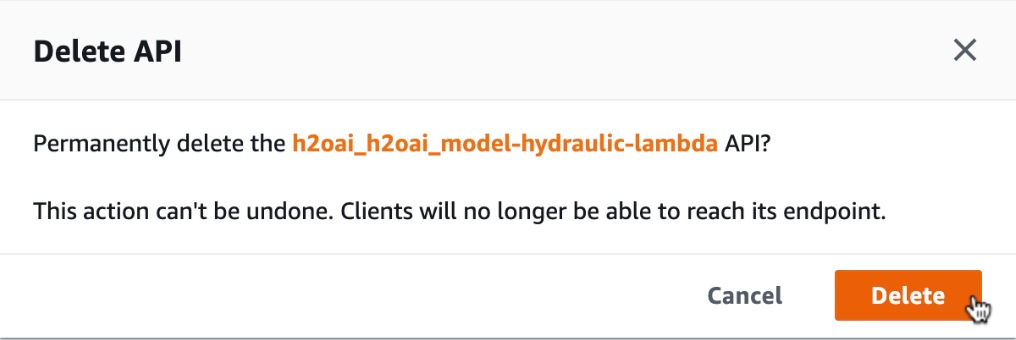 Delete API
Permanently delete the h2oai_h2oai_model-hydraulic-lambda API?
This action can't be undone. Clients will no longer be able to reach its endpoint.
Cancel Delete